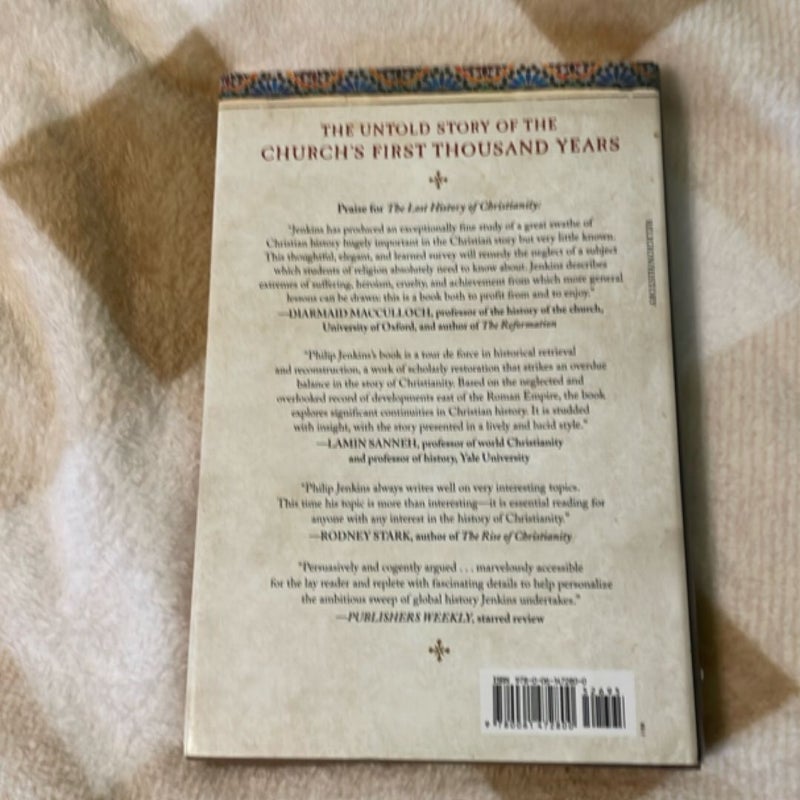 THE UNTOLD STORY OF THE
CHURCH'S FIRST THOUSAND YEARS
Praise for The Lost History of Christianity:
"Jenkins has produced an exceptionally fine study of a great swathe of
Christian history hugely important in the Christian story but very little known.
This thoughtful, elegant, and learned survey will remedy the neglect of a subject
which students of religion absolutely need to know about. Jenkins describes
extremes of suffering, heroism, cruelty, and achievement from which more general
lessons can be drawn: this is a book both to profit from and to enjoy."
—DIARMAID MACCULLOCH, professor of the history of the church,
University of Oxford, and author of The Reformation
"Philip Jenkins's book is a tour de force in historical retrieval
and reconstruction, a work of scholarly restoration that strikes an overdue
balance in the story of Christianity. Based on the neglected and
overlooked record of developments east of the Roman Empire, the book
explores significant continuities in Christian history. It is studded
with insight, with the story presented in a lively and lucid style."
—LAMIN SANNEH, professor of world Christianity
and professor of history, Yale University
"Philip Jenkins always writes well on very interesting topics.
This time his topic is more than interesting—it is essential reading for
anyone with any interest in the history of Christianity."
—RODNEY STARK, author of The Rise of Christianity
"Persuasively and cogently argued . . . marvelously accessible
for the lay reader and replete with fascinating details to help personalize
the ambitious sweep of global history Jenkins undertakes."
—PUBLISHERS WEEKLY, starred review
RELIGION/HISTORY
ISBN 978-0-06-147280-0
52695
9 780061 472800